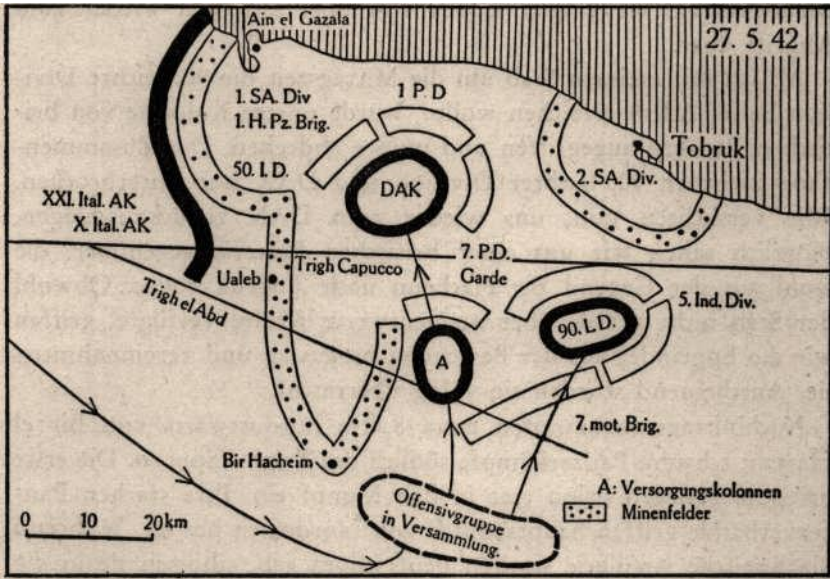 Ain el Gazala
27. 5. 42
1. SA. Div
1. H. Pz. Brig.
1 P. D
50. I. D.
DAK
Tobruk
2. SA. Div.
XXI. Ital. AK
X. Ital. AK
7. P.D.
Garde
Ualeb
Trigh Capucco
Trigh el Abd
5. Ind. Div.
90. I. D.
A
7. mot. Brig.
Bir Hacheim
Offensivgruppe
in Versammlung.
A: Versorgungskolonnen
Minenfelder
0 10 20 km